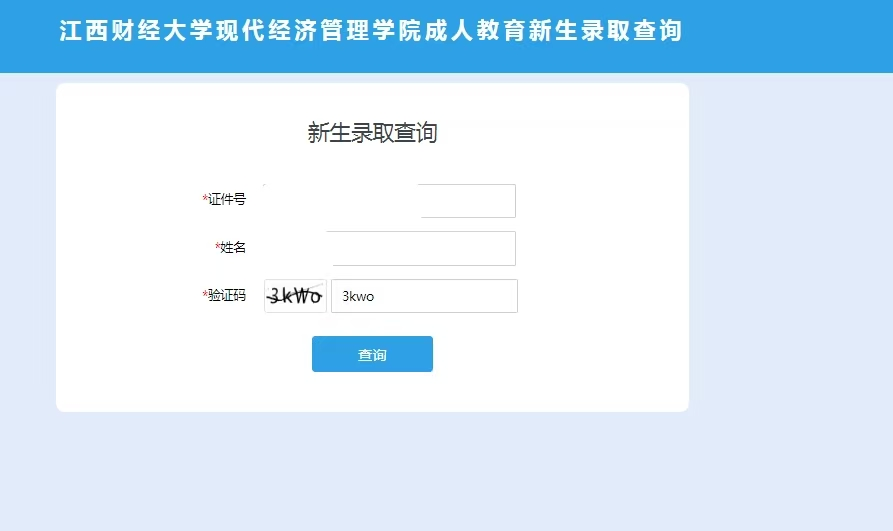 江西财经大学现代经济管理学院成人教育新生录取查询
新生录取查询
*证件号
*姓名
*验证码 3kWo 3kwo
查询